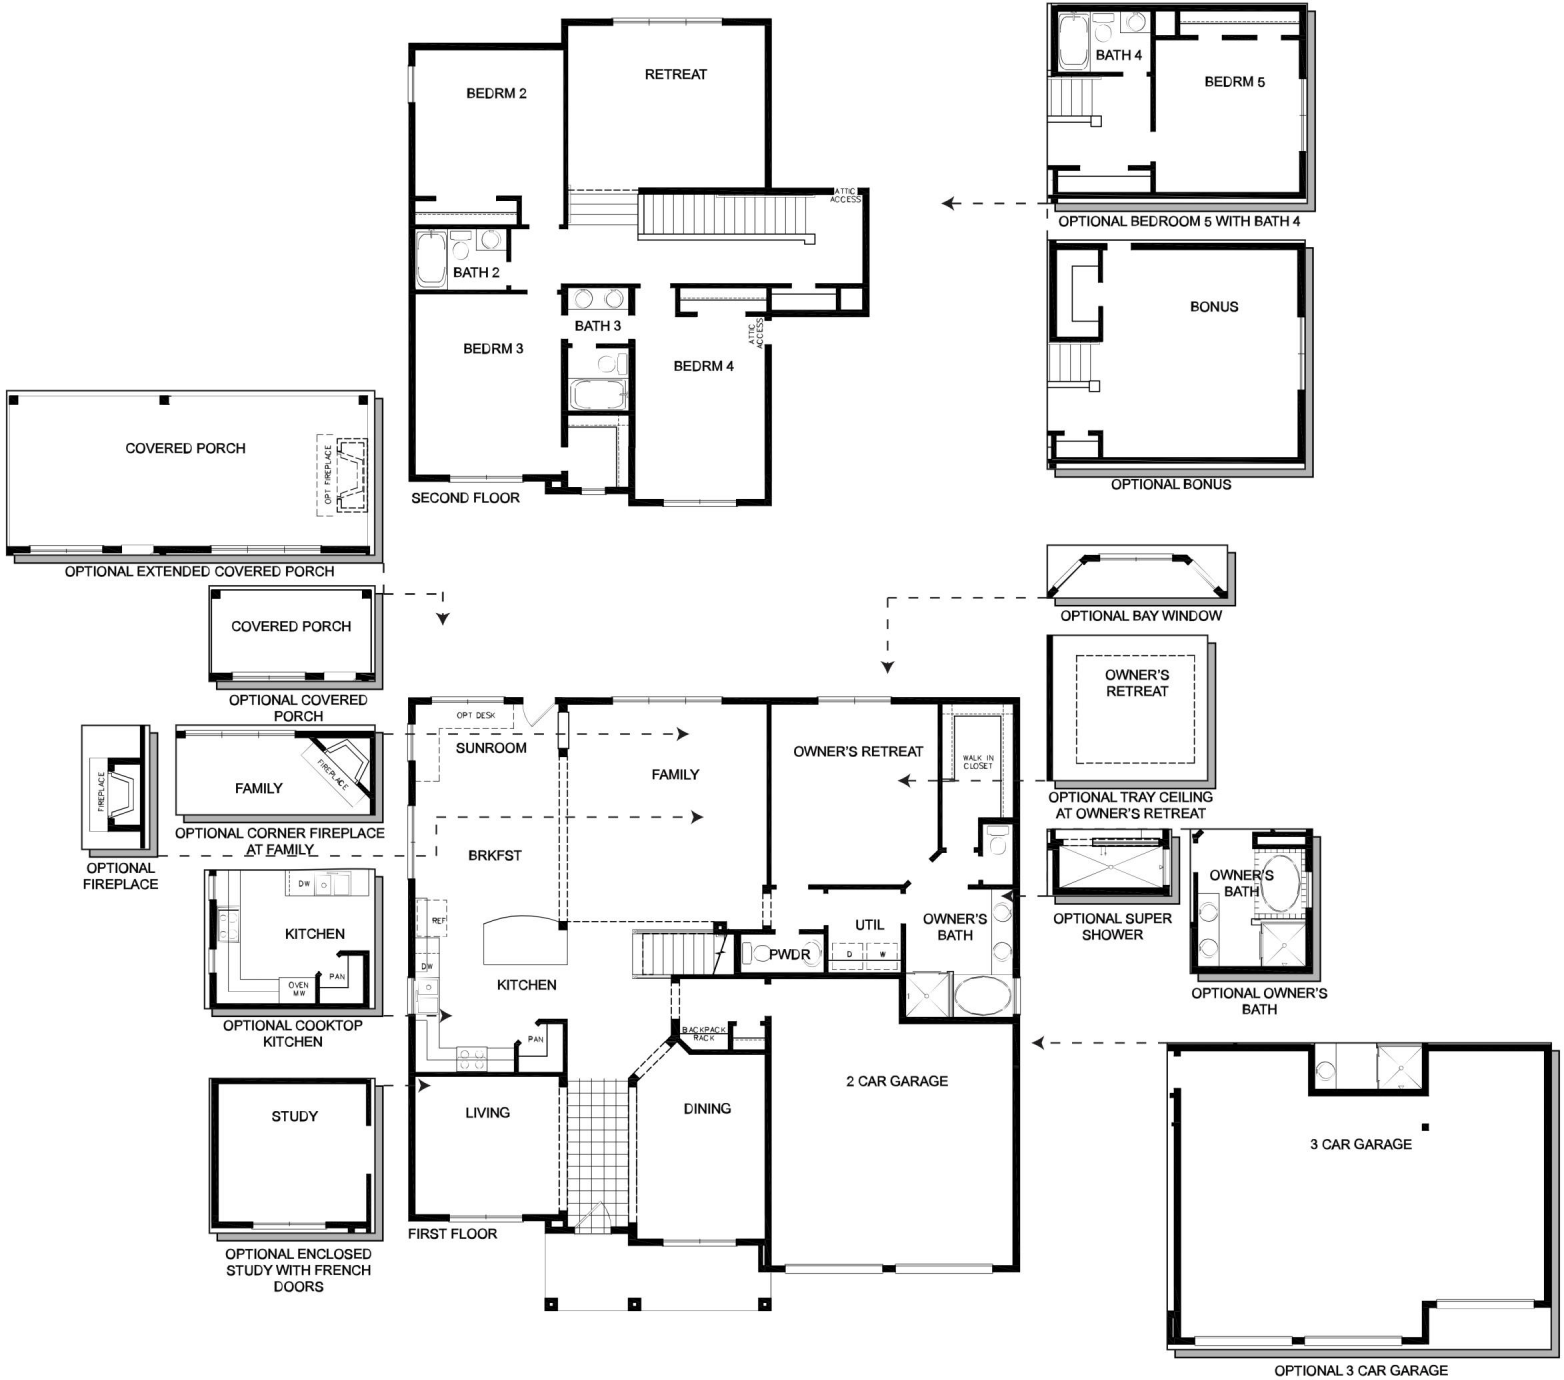 RETREAT
BEDRM 2
ATTIC
ACCESS
BATH 2
BATH 3
BEDRM 3
BEDRM 4
ATTIC
ACCESS
SECOND FLOOR
BATH 4
BEDRM 5
OPTIONAL BEDROOM 5 WITH BATH 4
BONUS
OPTIONAL BONUS
COVERED PORCH
OPT FIREPLACE
OPTIONAL EXTENDED COVERED PORCH
COVERED PORCH
OPTIONAL COVERED
PORCH
FIREPLACE
OPTIONAL
FIREPLACE
FAMILY
FIREPLACE
OPTIONAL CORNER FIREPLACE
AT FAMILY
DW
KITCHEN
PAN
OVEN
MW
OPTIONAL COOKTOP
KITCHEN
STUDY
OPTIONAL ENCLOSED
STUDY WITH FRENCH
DOORS
OPT DESK
SUNROOM
FAMILY
OWNER'S RETREAT
WALK IN
CLOSET
BRKFST
REF
DW
KITCHEN
PAN
PWDR
UTIL
D
W
OWNER'S
BATH
BACKPACK
RACK
LIVING
DINING
2 CAR GARAGE
FIRST FLOOR
OPTIONAL BAY WINDOW
OWNER'S
RETREAT
OPTIONAL TRAY CEILING
AT OWNER'S RETREAT
OPTIONAL SUPER
SHOWER
OWNER'S
BATH
OPTIONAL OWNER'S
BATH
3 CAR GARAGE
OPTIONAL 3 CAR GARAGE